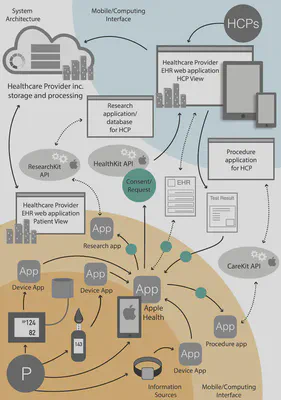 System
Architecture
Mobile/Computing
Interface
HCPs
Healthcare Provider
EHR web application
HCP View
Healthcare Provider inc.
storage and processing
Research
application/
database
for HCP
Procedure
application
for HCP
HealthKit API
ResearchKit
API
Consent/
Request
EHR
Test Result
Healthcare Provider
EHR web application
Patient View
App
Research app
CareKit API
App
Device App
App
Device App
App
Apple
Health
App
Procedure app
124
82
143
P
App
Device App
Information
Sources
Mobile/Computing
Interface